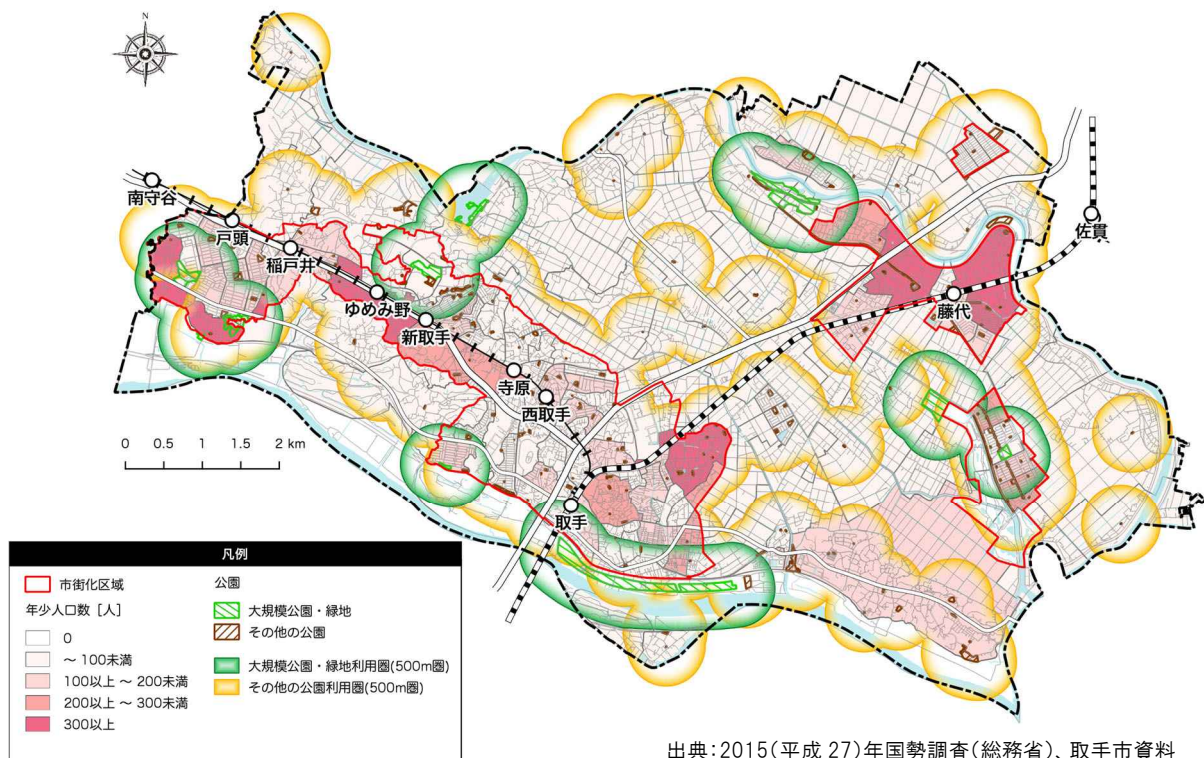 N
南守谷
戸頭
稲戸井
ゆめみ野
新取手
寺原
西取手
取手
藤代
佐貫
0 0.5 1 1.5 2 km
凡例
市街化区域
年少人口数 [人]
0
～ 100未満
100以上 ～ 200未満
200以上 ～ 300未満
300以上
公園
大規模公園・緑地
その他の公園
大規模公園・緑地利用圏(500m圏)
その他の公園利用圏(500m圏)
出典：2015(平成 27)年国勢調査(総務省)、取手市資料